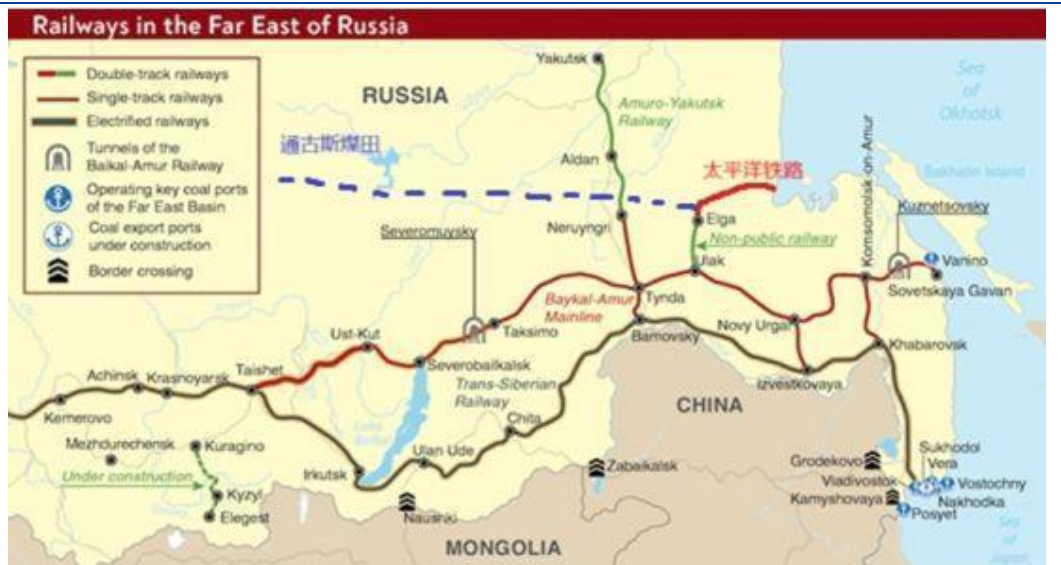 Railways in the Far East of Russia
Double-track railways
Single-track railways
Electrified railways
Tunnels of the
Baikal-Amur Railway
Operating key coal ports
of the Far East Basin
Coal export ports
under construction
Border crossing
RUSSIA
通古斯煤田
Yakutsk
Amuro-Yakutsk
Railway
Aldan
太平洋铁路
Neruyngri
Elga
Non-public railway
Ulak
Sea
of
Okhotsk
Sakhalin Island
Komsomolsk-on-Amur
Kuznetsovsky
Vanino
Sovetskaya Gavan
Severomuysky
Baykal-Amur
Mainline
Tynda
Taksimo
Ust-Kut
Bamovsky
Novy Urgal
Khabarovsk
Severobaikalsk
Izvestkovaya
Taishet
Achinsk
Krasnoyarsk
Kemerovo
Trans-Siberian
Railway
Chita
CHINA
Mezhdurechensk
Kuragino
Lake
Baikal
Ulan Ude
Irkutsk
Under construction
Kyzyl
Elegest
Naushki
Zabaikalsk
MONGOLIA
Grodekovo
Sukhodol
Vera
Vladivostok
Vostochny
Kamyshovaya
Nakhodka
Posyet
Sea
of
Japan